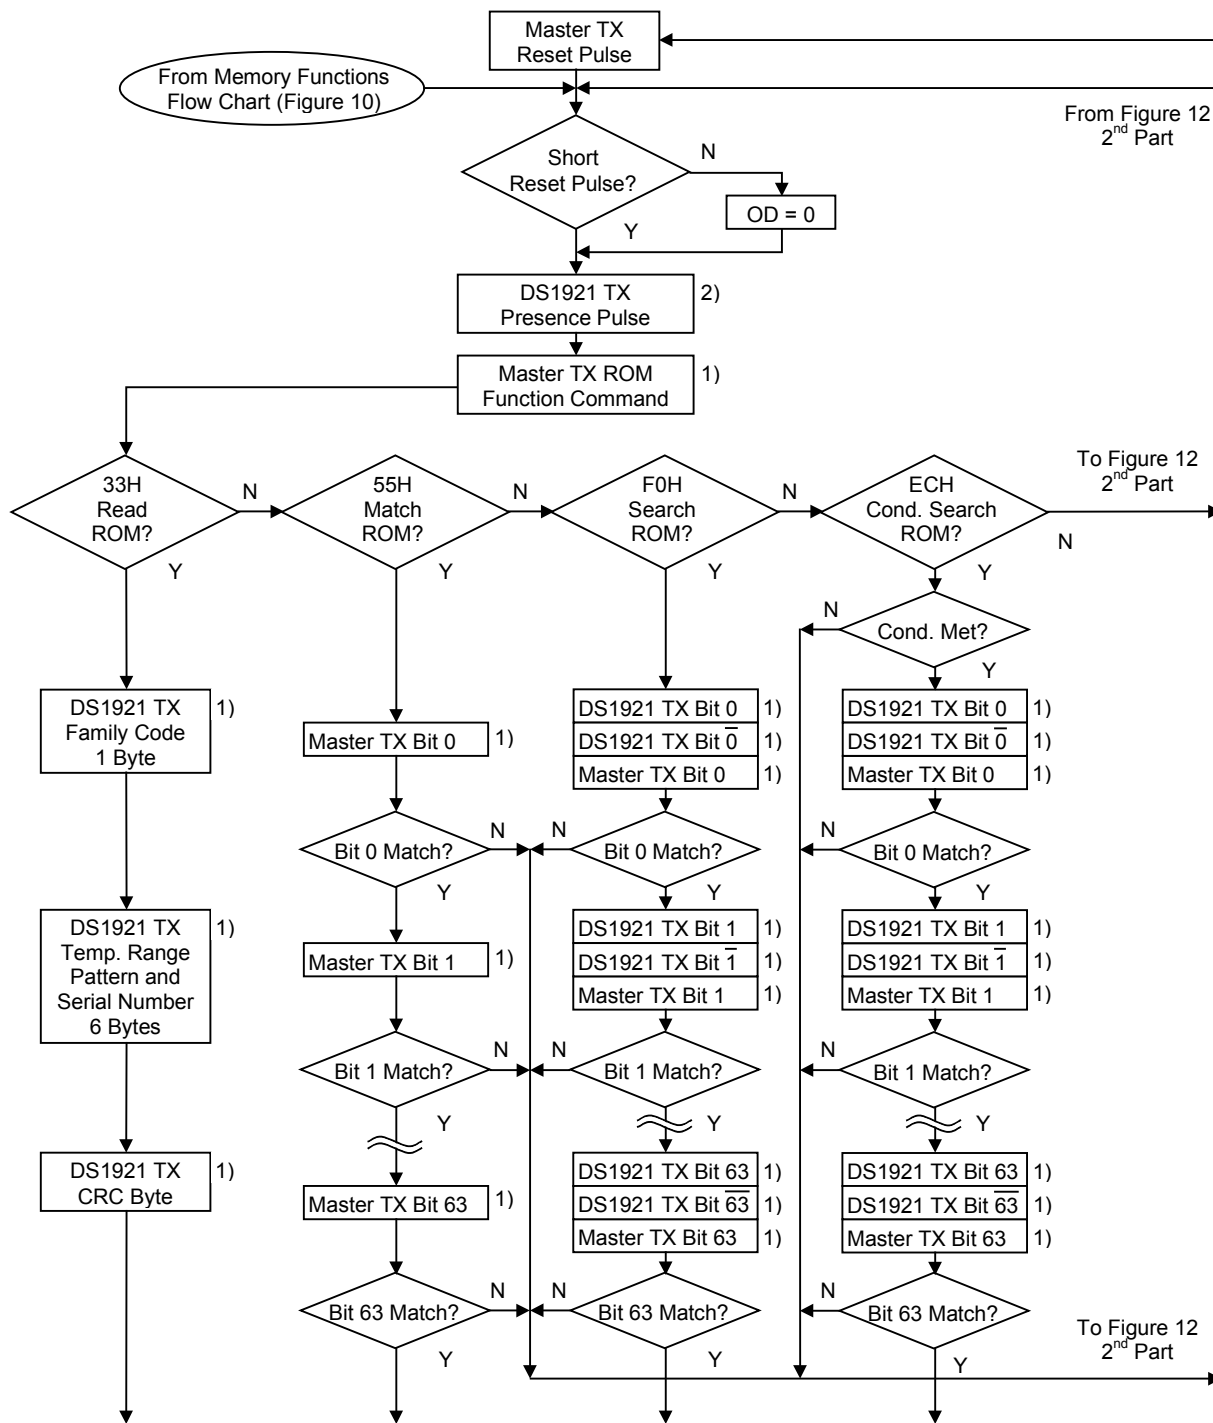 Master TX
Reset Pulse
From Memory Functions
Flow Chart (Figure 10)
From Figure 12
2nd Part
Short
Reset Pulse?
N
OD = 0
Y
DS1921 TX
Presence Pulse
2)
Master TX ROM
Function Command
1)
33H
Read
ROM?
N
Y
55H
Match
ROM?
N
Y
F0H
Search
ROM?
N
Y
ECH
Cond. Search
ROM?
N
Y
To Figure 12
2nd Part
N
Cond. Met?
Y
DS1921 TX
Family Code
1 Byte
1)
DS1921 TX
Temp. Range
Pattern and
Serial Number
6 Bytes
1)
DS1921 TX
CRC Byte
1)
Master TX Bit 0
1)
Bit 0 Match?
N
Y
Master TX Bit 1
1)
Bit 1 Match?
N
Y
Master TX Bit 63
1)
Bit 63 Match?
N
Y
DS1921 TX Bit 0
1)
DS1921 TX Bit 0̅
1)
Master TX Bit 0
1)
N
Bit 0 Match?
Y
DS1921 TX Bit 1
1)
DS1921 TX Bit 1̅
1)
Master TX Bit 1
1)
N
Bit 1 Match?
Y
DS1921 TX Bit 63
1)
DS1921 TX Bit 6̅3̅
1)
Master TX Bit 63
1)
N
Bit 63 Match?
Y
DS1921 TX Bit 0
1)
DS1921 TX Bit 0̅
1)
Master TX Bit 0
1)
N
Bit 0 Match?
Y
DS1921 TX Bit 1
1)
DS1921 TX Bit 1̅
1)
Master TX Bit 1
1)
N
Bit 1 Match?
Y
DS1921 TX Bit 63
1)
DS1921 TX Bit 6̅3̅
1)
Master TX Bit 63
1)
N
Bit 63 Match?
Y
To Figure 12
2nd Part